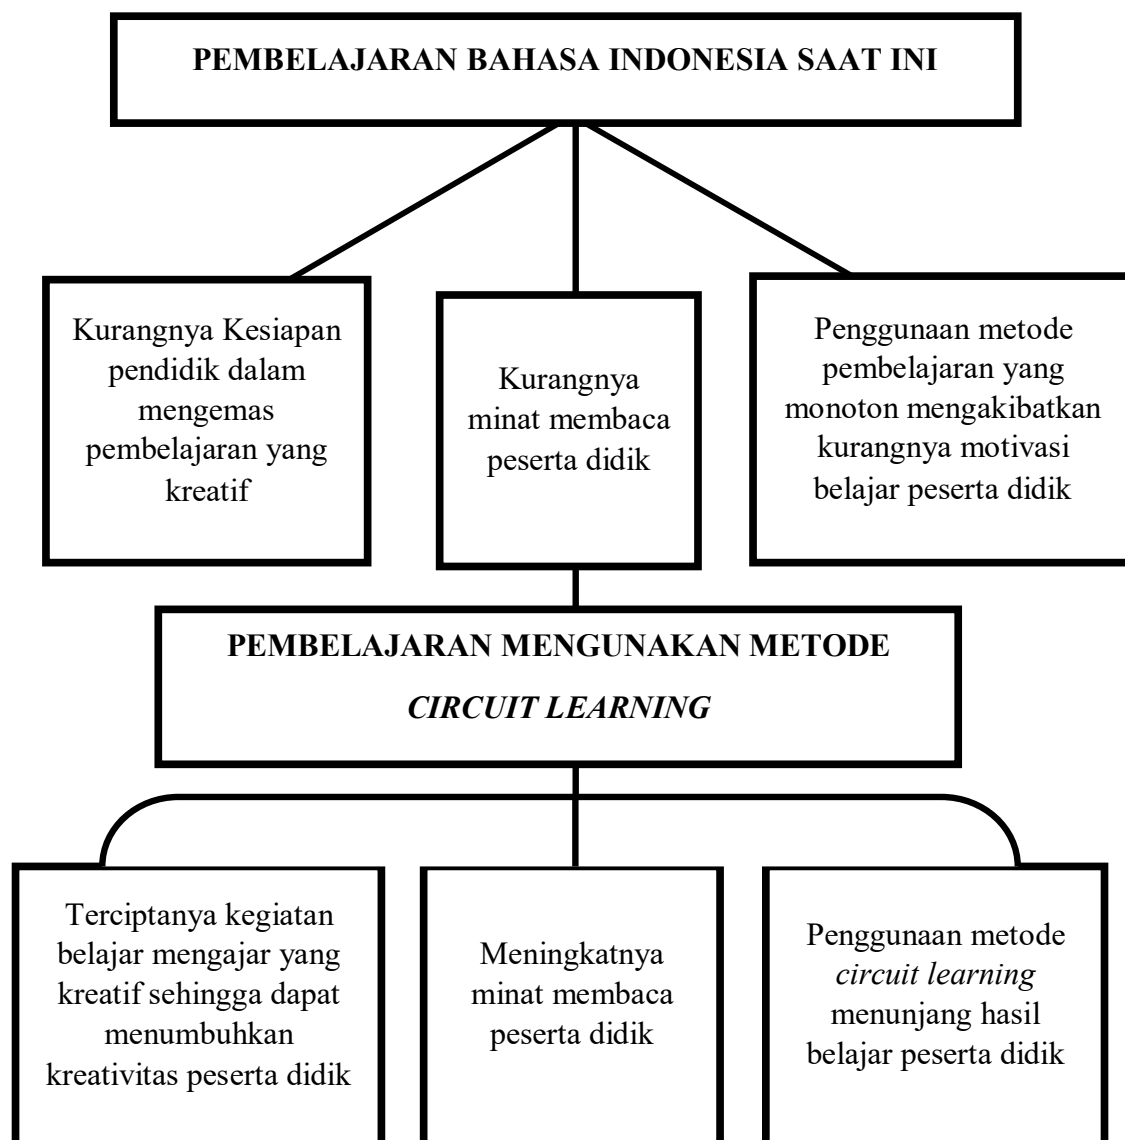 PEMBELAJARAN BAHASA INDONESIA SAAT INI
Kurangnya Kesiapan
pendidik dalam
mengemas
pembelajaran yang
kreatif
Kurangnya
minat membaca
peserta didik
Penggunaan metode
pembelajaran yang
monoton mengakibatkan
kurangnya motivasi
belajar peserta didik
PEMBELAJARAN MENGUNAKAN METODE
CIRCUIT LEARNING
Terciptanya kegiatan
belajar mengajar yang
kreatif sehingga dapat
menumbuhkan
kreativitas peserta didik
Meningkatnya
minat membaca
peserta didik
Penggunaan metode
circuit learning
menunjang hasil
belajar peserta didik